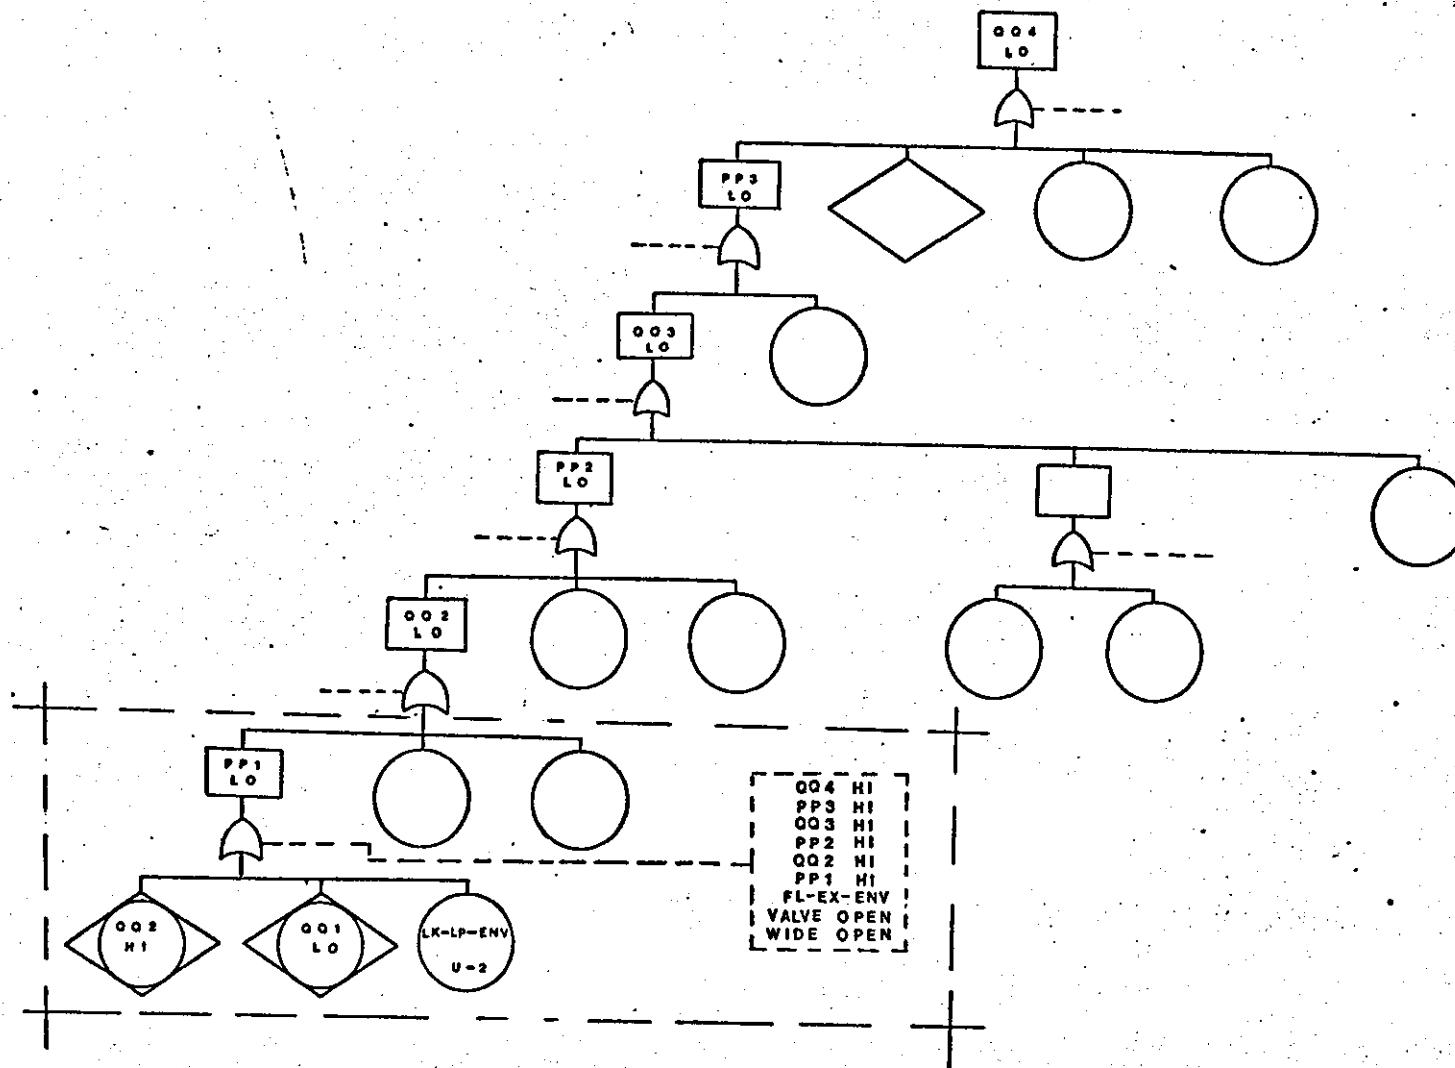 QQ4
LO
PP3
LO
QQ3
LO
PP2
LO
QQ2
LO
PP1
LO
QQ4 HI
PP3 HI
QQ3 HI
PP2 HI
QQ2 HI
PP1 HI
FL-EX-ENV
VALVE OPEN
WIDE OPEN
QQ2
HI
QQ1
LO
LK-LP-ENV
U-2